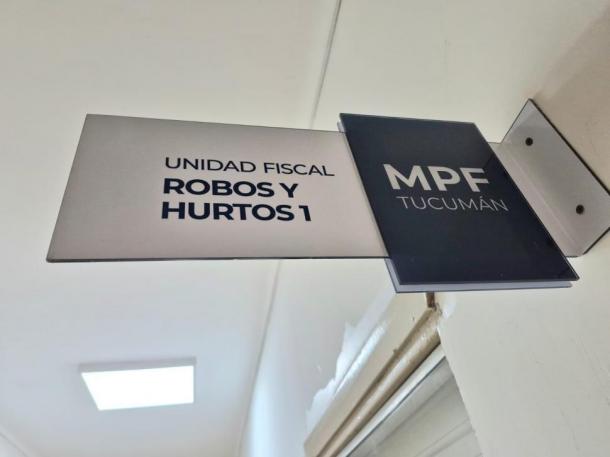 UNIDAD FISCAL
ROBOS Y
HURTOS 1
MPF
TUCUMÁN